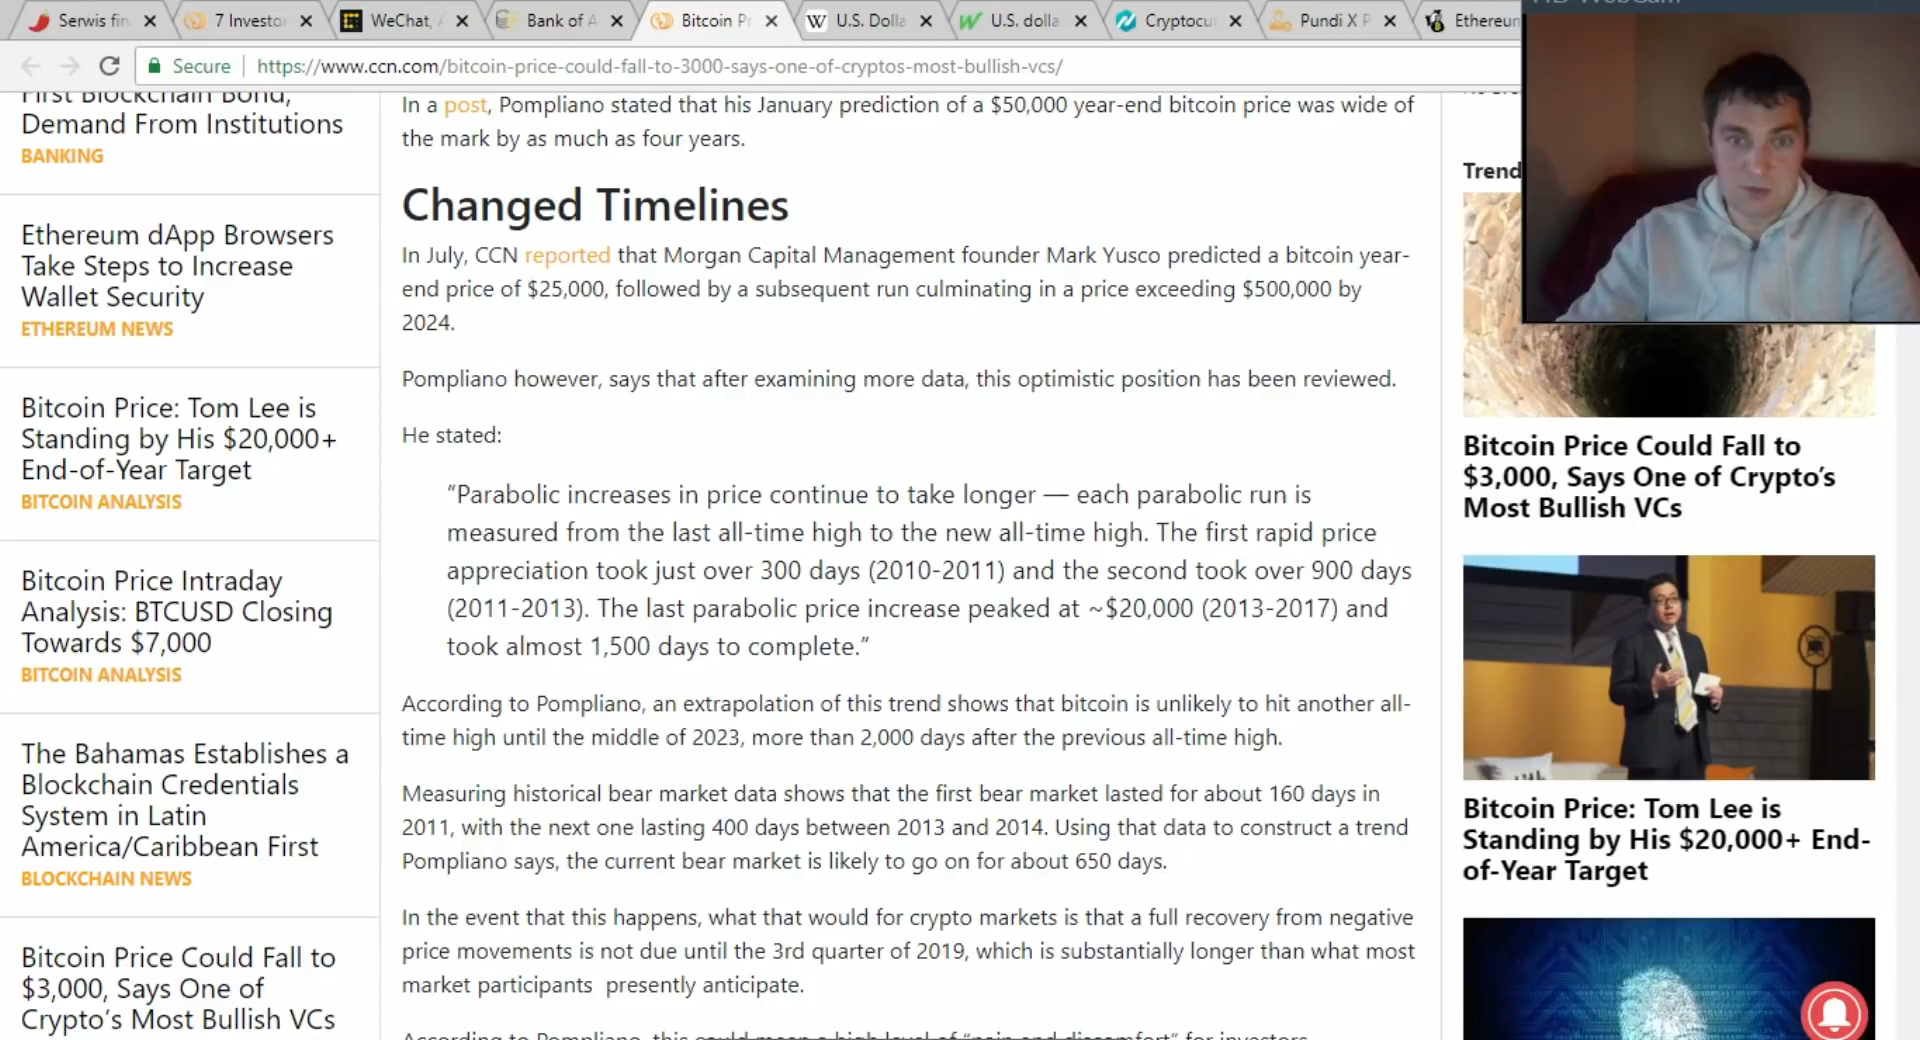 Serwis fin
7 Investo
WeChat,
Bank of A
Bitcoin Pr
U.S. Dolla
U.S. dolla
Cryptocu
Pundi X P
Ethereun
Secure
https://www.ccn.com/bitcoin-price-could-fall-to-3000-says-one-of-cryptos-most-bullish-vcs/
First Blockchain Bond,
Demand From Institutions
BANKING
Ethereum dApp Browsers
Take Steps to Increase
Wallet Security
ETHEREUM NEWS
Bitcoin Price: Tom Lee is
Standing by His $20,000+
End-of-Year Target
BITCOIN ANALYSIS
Bitcoin Price Intraday
Analysis: BTCUSD Closing
Towards $7,000
BITCOIN ANALYSIS
The Bahamas Establishes a
Blockchain Credentials
System in Latin
America/Caribbean First
BLOCKCHAIN NEWS
Bitcoin Price Could Fall to
$3,000, Says One of
Crypto's Most Bullish VCs
In a post, Pompliano stated that his January prediction of a $50,000 year-end bitcoin price was wide of
the mark by as much as four years.
Changed Timelines
In July, CCN reported that Morgan Capital Management founder Mark Yusco predicted a bitcoin year-
end price of $25,000, followed by a subsequent run culminating in a price exceeding $500,000 by
2024.
Pompliano however, says that after examining more data, this optimistic position has been reviewed.
He stated:
“Parabolic increases in price continue to take longer — each parabolic run is
measured from the last all-time high to the new all-time high. The first rapid price
appreciation took just over 300 days (2010-2011) and the second took over 900 days
(2011-2013). The last parabolic price increase peaked at ~$20,000 (2013-2017) and
took almost 1,500 days to complete.”
According to Pompliano, an extrapolation of this trend shows that bitcoin is unlikely to hit another all-
time high until the middle of 2023, more than 2,000 days after the previous all-time high.
Measuring historical bear market data shows that the first bear market lasted for about 160 days in
2011, with the next one lasting 400 days between 2013 and 2014. Using that data to construct a trend
Pompliano says, the current bear market is likely to go on for about 650 days.
In the event that this happens, what that would for crypto markets is that a full recovery from negative
price movements is not due until the 3rd quarter of 2019, which is substantially longer than what most
market participants  presently anticipate.
According to Pompliano, this could mean a high level of “pain and discomfort” for investors
Trend
Bitcoin Price Could Fall to
$3,000, Says One of Crypto's
Most Bullish VCs
Bitcoin Price: Tom Lee is
Standing by His $20,000+ End-
of-Year Target